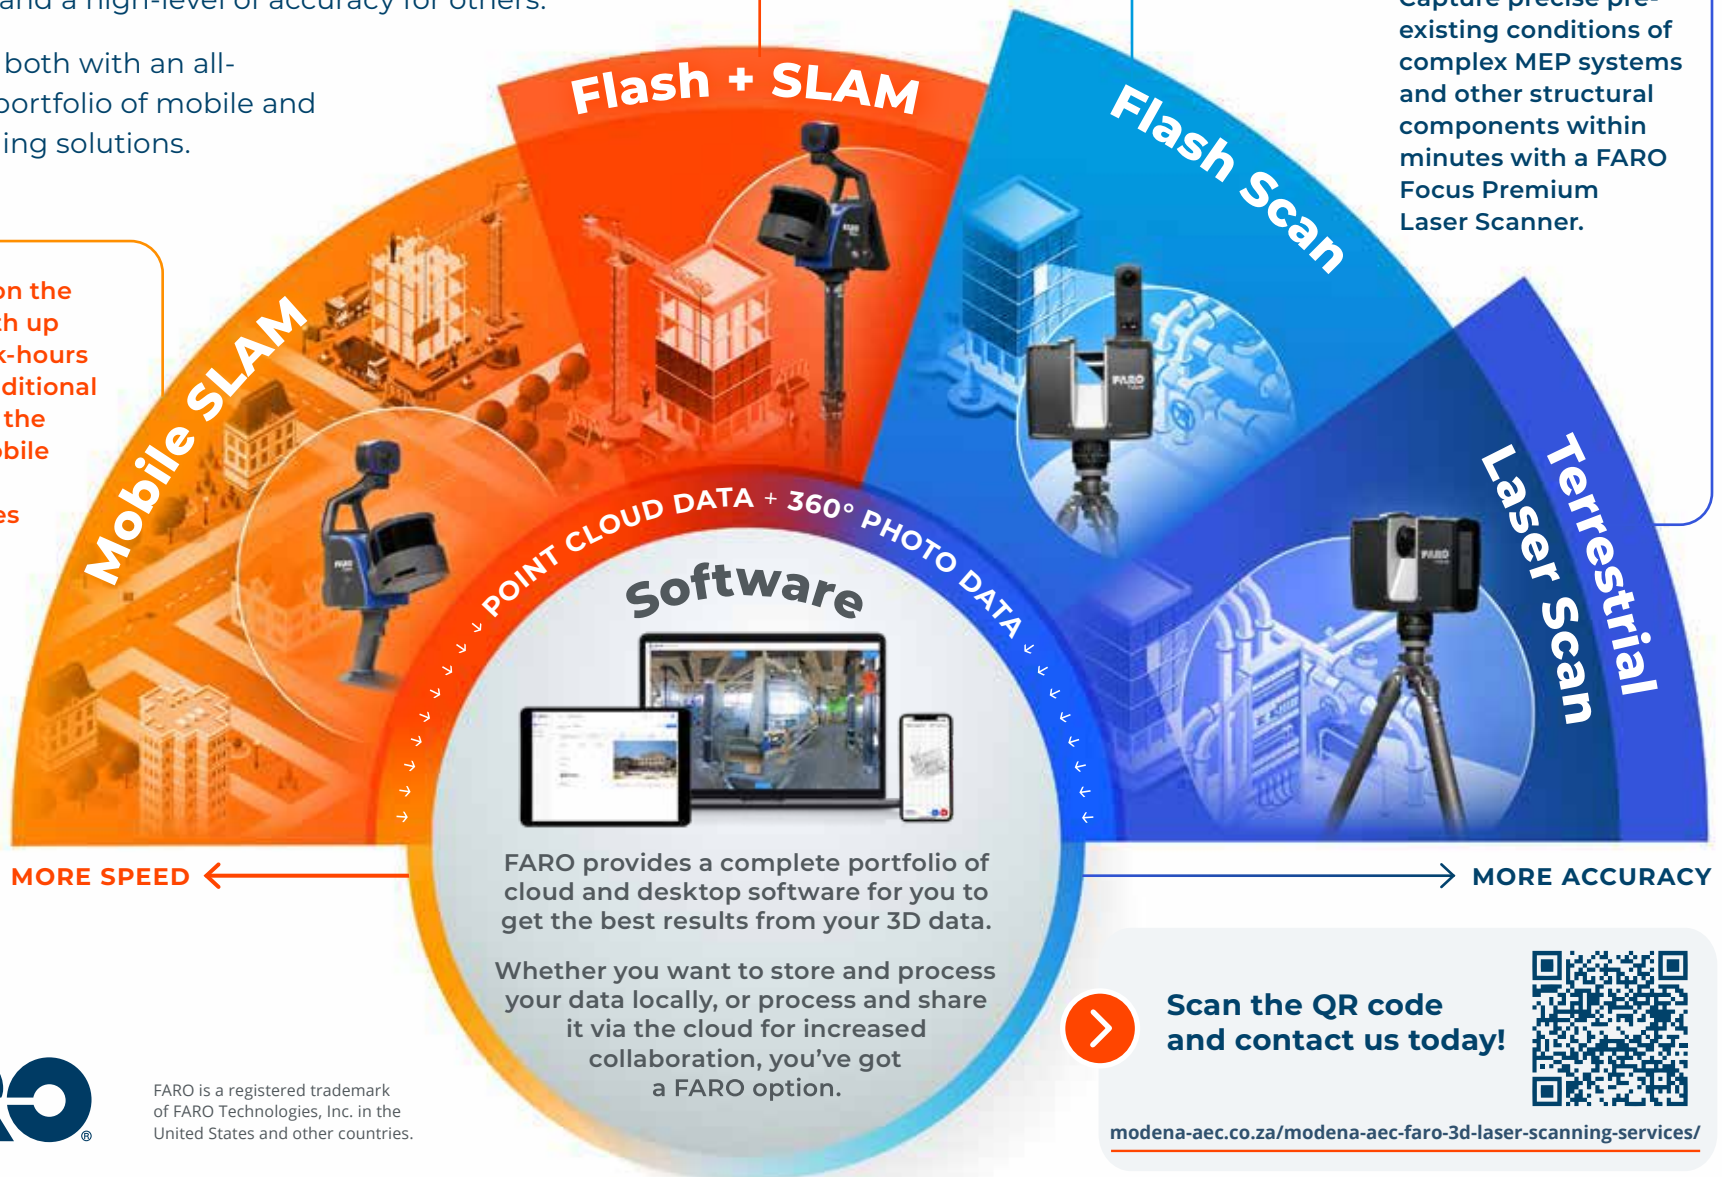 and a high-level of accuracy for others.
both with an all-
portfolio of mobile and
ing solutions.
Capture precise pre-
existing conditions of
complex MEP systems
and other structural
components within
minutes with a FARO
Focus Premium
Laser Scanner.
on the
th up
k-hours
ditional
the
obile
es
Mobile SLAM
Flash + SLAM
Flash Scan
Terrestrial
Laser Scan
POINT CLOUD DATA + 360° PHOTO DATA
Software
FARO
FARO
FARO
FARO
MORE SPEED
MORE ACCURACY
FARO provides a complete portfolio of
cloud and desktop software for you to
get the best results from your 3D data.
Whether you want to store and process
your data locally, or process and share
it via the cloud for increased
collaboration, you’ve got
a FARO option.
Scan the QR code
and contact us today!
modena-aec.co.za/modena-aec-faro-3d-laser-scanning-services/
RO®
FARO is a registered trademark
of FARO Technologies, Inc. in the
United States and other countries.